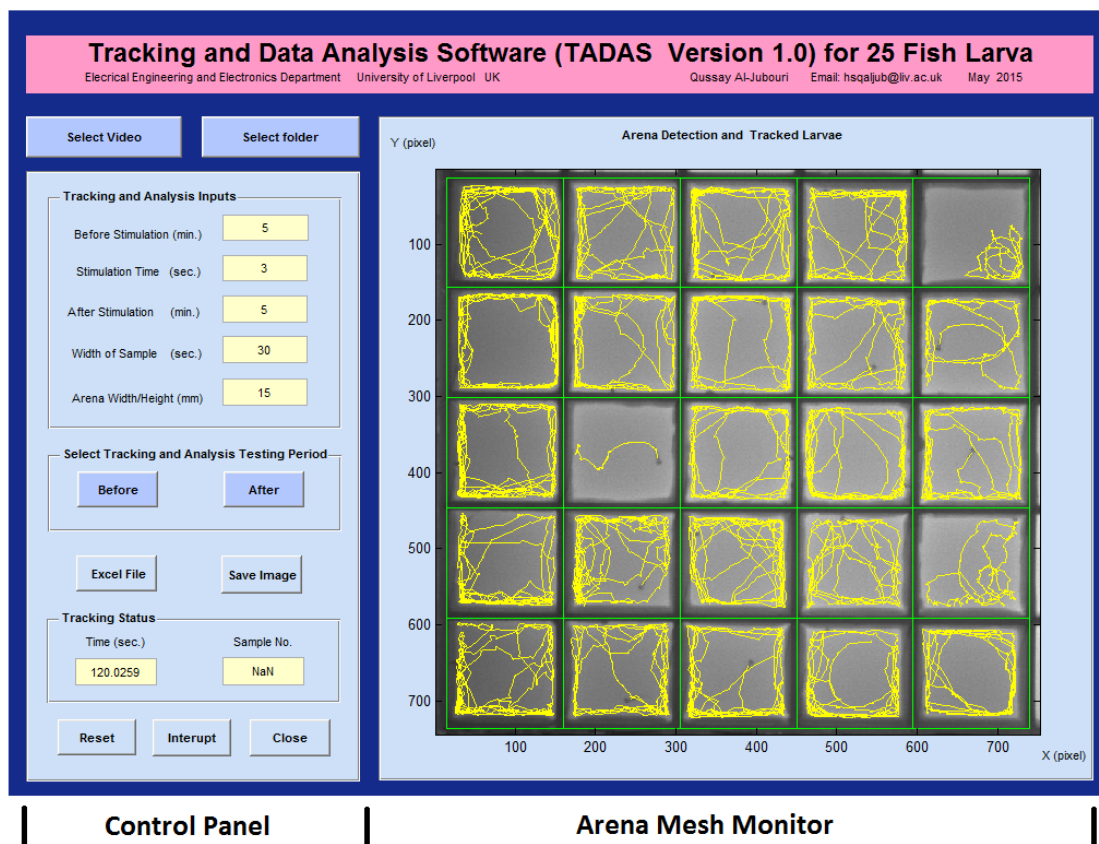 Tracking and Data Analysis Software (TADAS Version 1.0) for 25 Fish Larva
Elecrical Engineering and Electronics Department University of Liverpool UK Qussay Al-Jubouri Email: hsqaljub@liv.ac.uk May 2015
Select Video
Select folder
Tracking and Analysis Inputs
Before Stimulation (min.) 5
Stimulation Time (sec.) 3
After Stimulation (min.) 5
Width of Sample (sec.) 30
Arena Width/Height (mm) 15
Select Tracking and Analysis Testing Period
Before
After
Excel File
Save Image
Tracking Status
Time (sec.) Sample No.
120.0259 NaN
Reset
Interupt
Close
Arena Detection and Tracked Larvae
Y (pixel)
100
200
300
400
500
600
700
100 200 300 400 500 600 700
X (pixel)
Control Panel
Arena Mesh Monitor